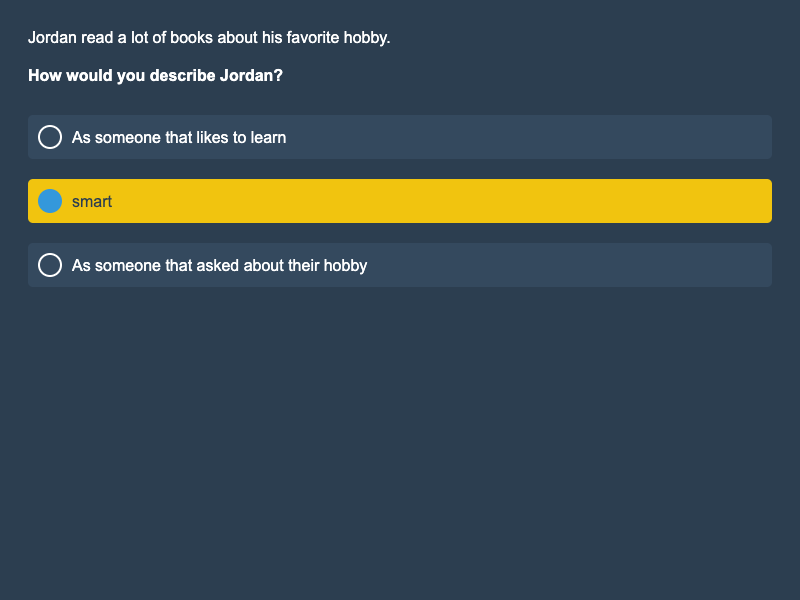 Jordan read a lot of books about his favorite hobby.
How would you describe Jordan?
As someone that likes to learn
smart
As someone that asked about their hobby